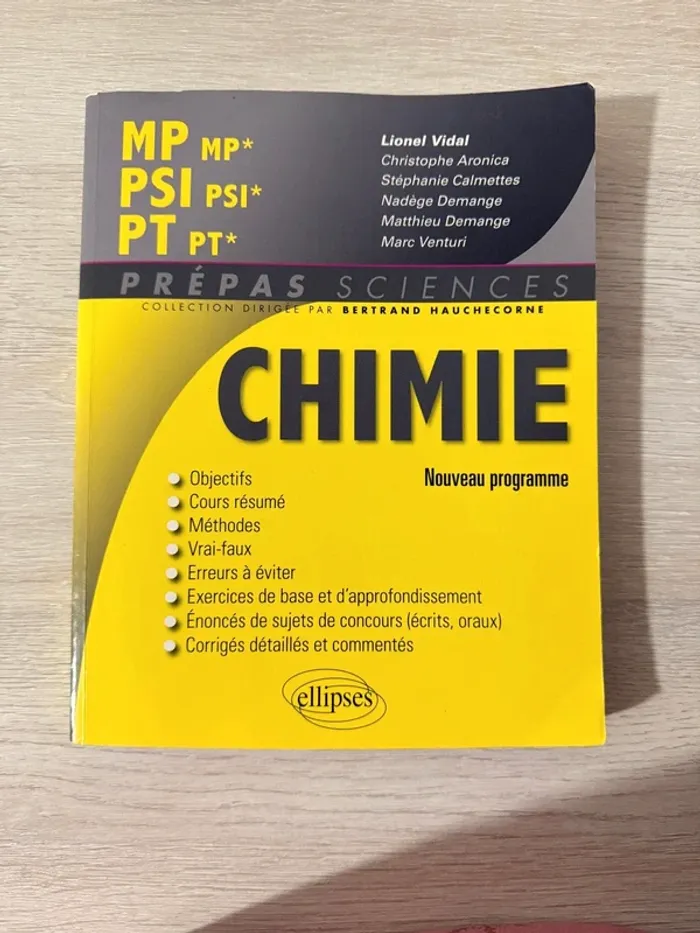 MP MP*
PSI PSI*
PT PT*
Lionel Vidal
Christophe Aronica
Stéphanie Calmettes
Nadège Demange
Matthieu Demange
Marc Venturi
PRÉPAS SCIENCES
COLLECTION DIRIGÉE PAR BERTRAND HAUCHECORNE
CHIMIE
Nouveau programme
Objectifs
Cours résumé
Méthodes
Vrai-faux
Erreurs à éviter
Exercices de base et d'approfondissement
Énoncés de sujets de concours (écrits, oraux)
Corrigés détaillés et commentés
ellipses